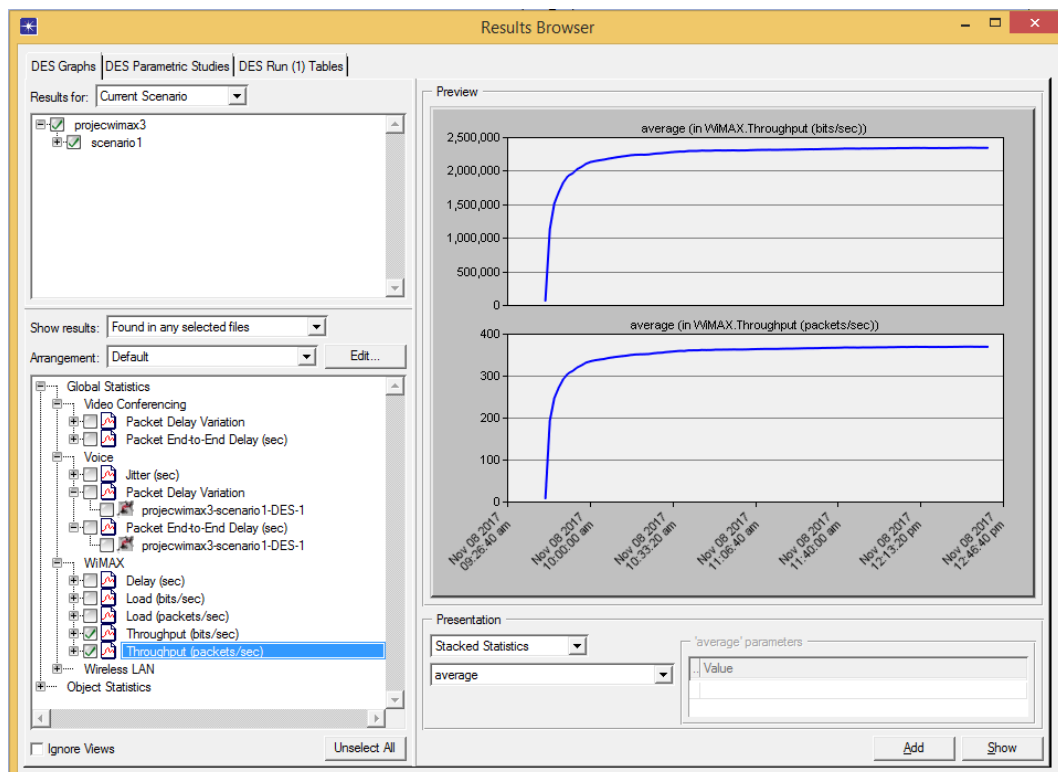 Results Browser
DES Graphs DES Parametric Studies DES Run (1) Tables
Results for: Current Scenario
projecwimax3
scenario1
Show results: Found in any selected files
Arrangement: Default Edit...
Global Statistics
Video Conferencing
Packet Delay Variation
Packet End-to-End Delay (sec)
Voice
Jitter (sec)
Packet Delay Variation
projecwimax3-scenario1-DES-1
Packet End-to-End Delay (sec)
projecwimax3-scenario1-DES-1
WiMAX
Delay (sec)
Load (bits/sec)
Load (packets/sec)
Throughput (bits/sec)
Throughput (packets/sec)
Wireless LAN
Object Statistics
Ignore Views Unselect All
Preview
average (in WiMAX.Throughput (bits/sec))
2,500,000
2,000,000
1,500,000
1,000,000
500,000
0
average (in WiMAX.Throughput (packets/sec))
400
300
200
100
0
Nov 08 2017
09:26:40 am
Nov 08 2017
10:00:00 am
Nov 08 2017
10:33:20 am
Nov 08 2017
11:06:40 am
Nov 08 2017
11:40:00 am
Nov 08 2017
12:13:20 pm
Nov 08 2017
12:46:40 pm
Presentation
Stacked Statistics
average
'average' parameters
.. Value
Add Show